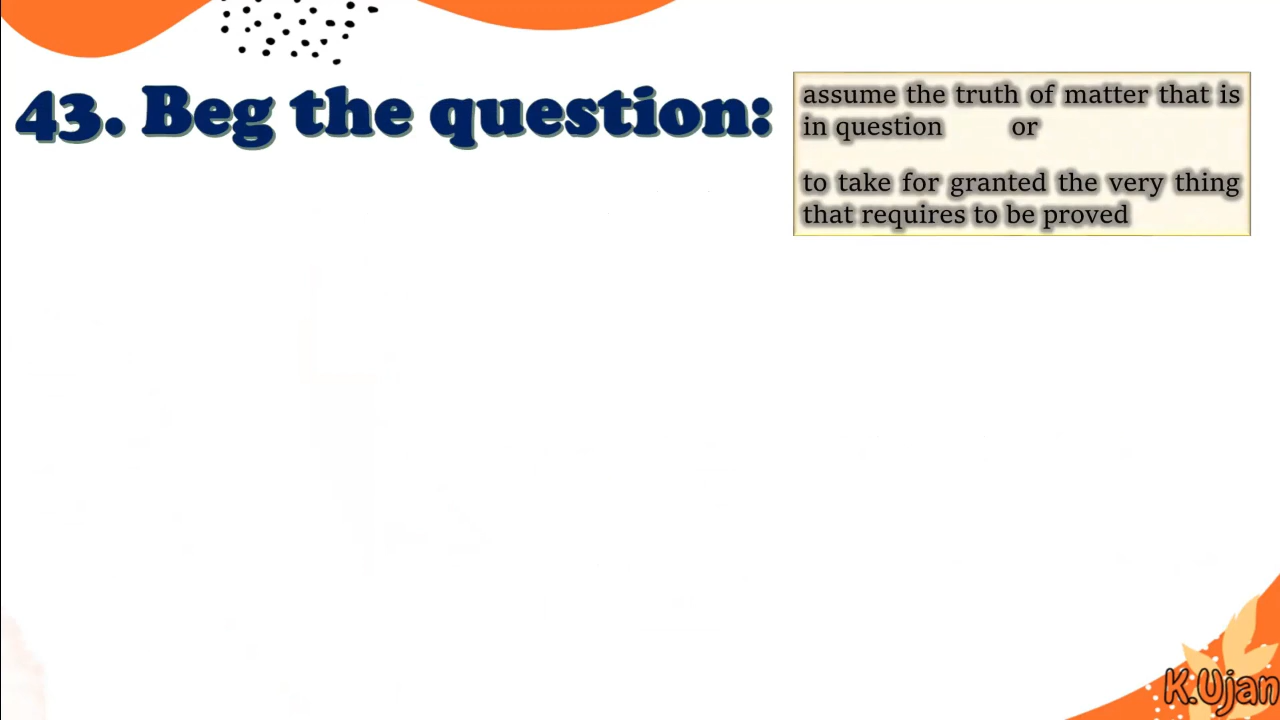 43. Beg the question:
assume the truth of matter that is
in question or
to take for granted the very thing
that requires to be proved
K.Ujan